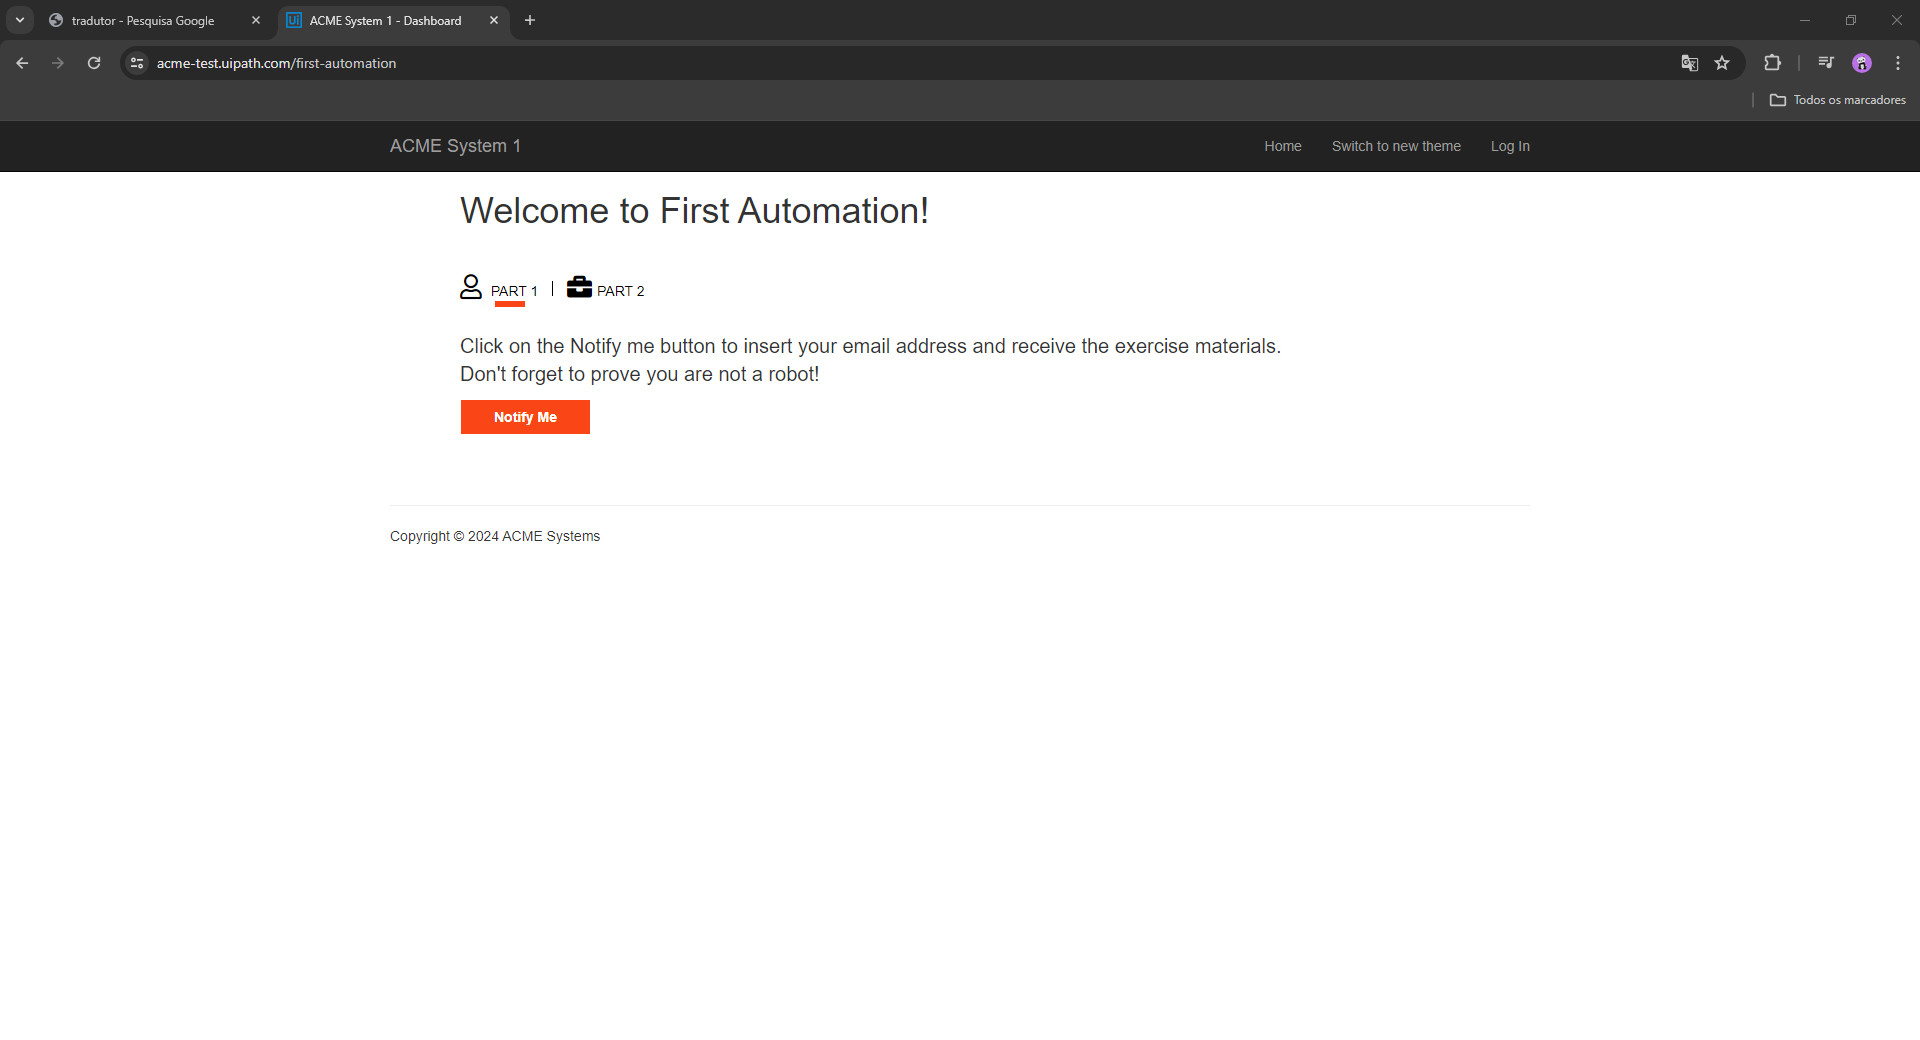 tradutor - Pesquisa Google
Ui ACME System 1 - Dashboard
acme-test.uipath.com/first-automation
Todos os marcadores
ACME System 1
Home Switch to new theme Log In
Welcome to First Automation!
PART 1 | PART 2
Click on the Notify me button to insert your email address and receive the exercise materials.
Don't forget to prove you are not a robot!
Notify Me
Copyright © 2024 ACME Systems